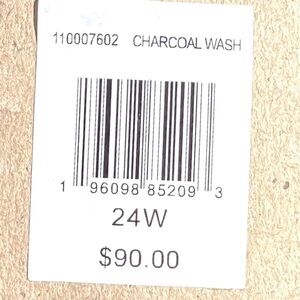 110007602 CHARCOAL WASH
1 96098 85209 3
24W
$90.00